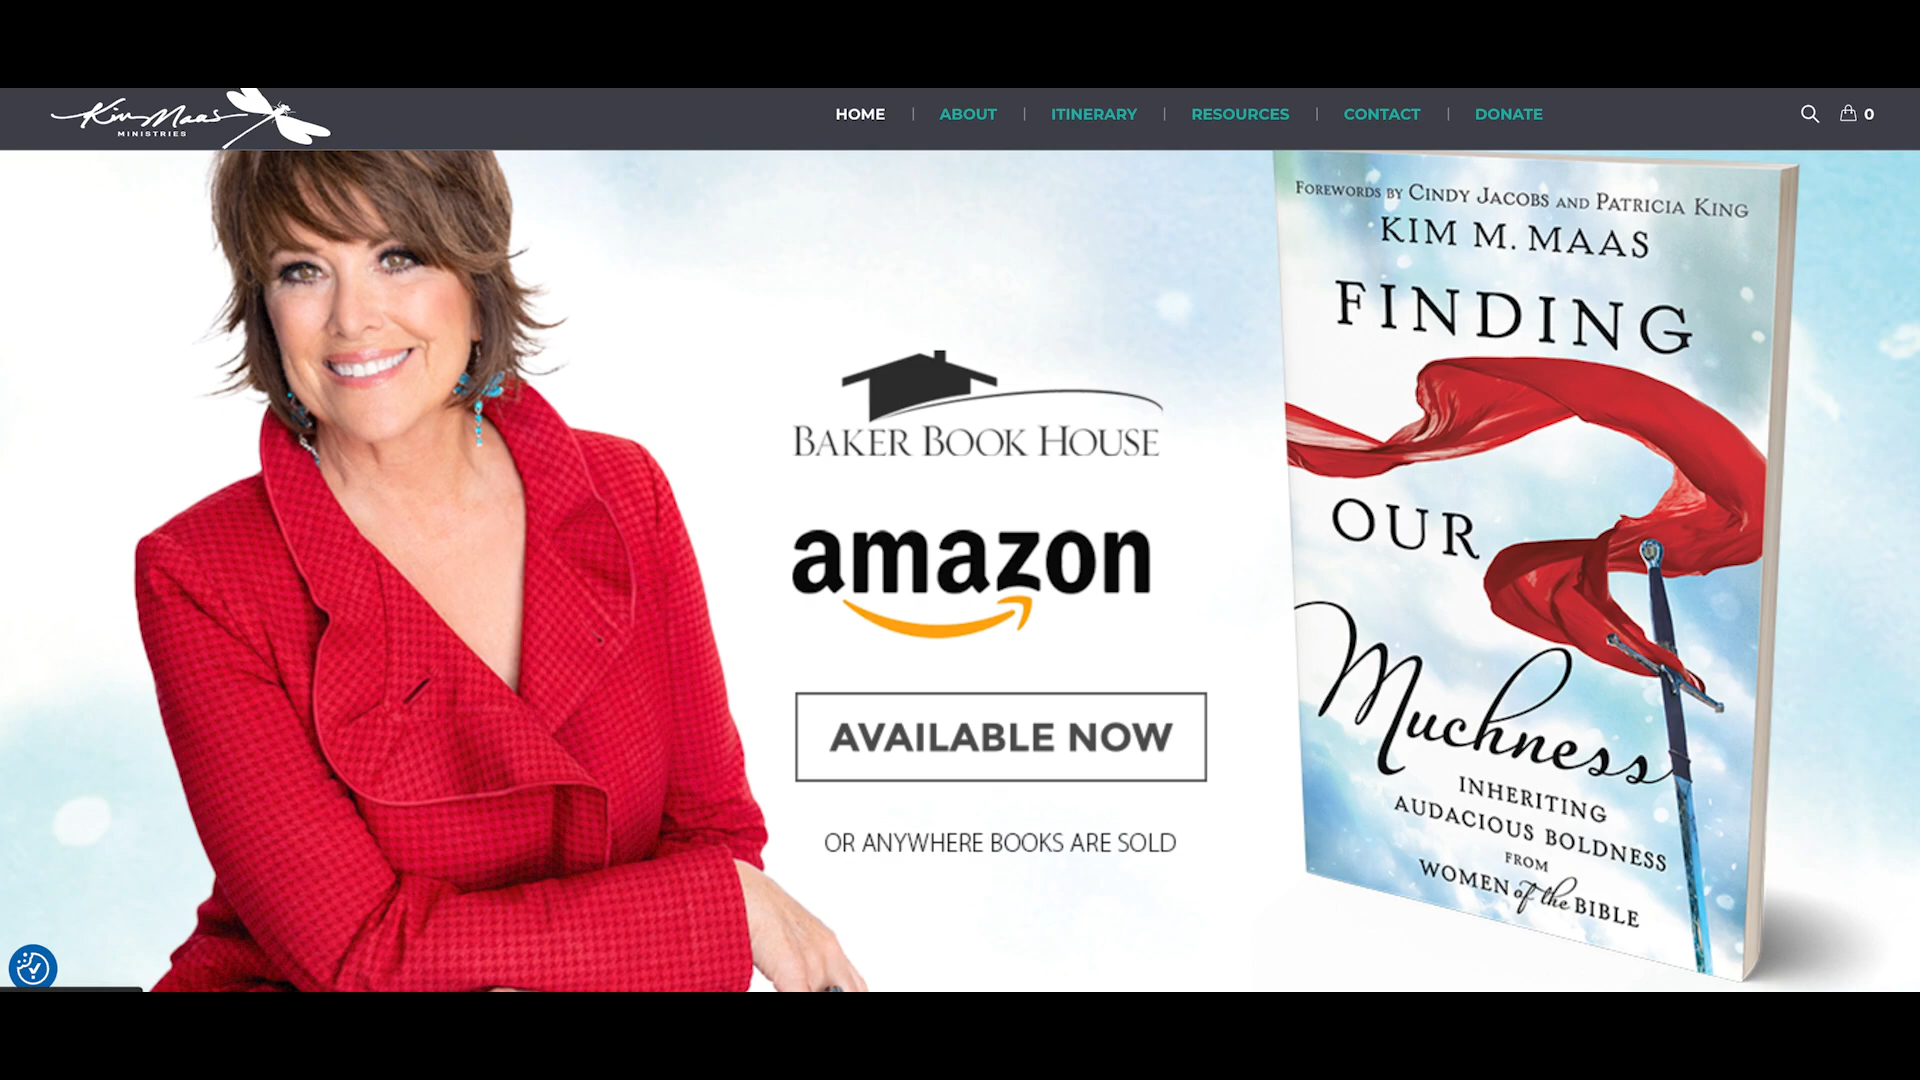 Kim Maas
MINISTRIES
HOME | ABOUT | ITINERARY | RESOURCES | CONTACT | DONATE
0
BAKER BOOK HOUSE
amazon
AVAILABLE NOW
OR ANYWHERE BOOKS ARE SOLD
FOREWORDS BY CINDY JACOBS AND PATRICIA KING
KIM M. MAAS
FINDING
OUR
Muchness
INHERITING
AUDACIOUS BOLDNESS
FROM
WOMEN of the BIBLE